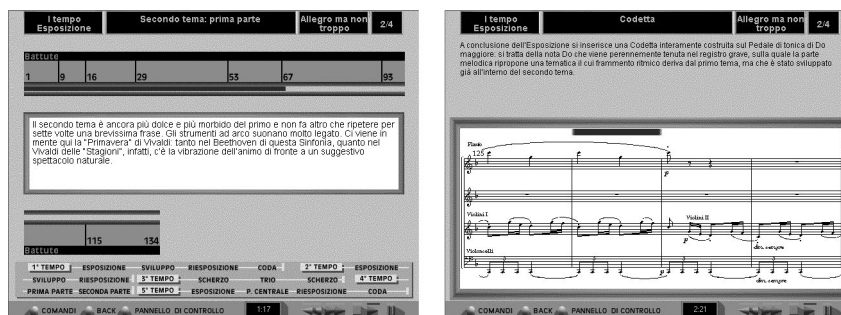 I tempo
Esposizione
Secondo tema: prima parte
Allegro ma non
troppo
2/4
Battute
1 9 16 29 53 67 93
Il secondo tema è ancora più dolce e più morbido del primo e non fa altro che ripetere per
sette volte una brevissima frase. Gli strumenti ad arco suonano molto legato. Ci viene in
mente qui la "Primavera" di Vivaldi: tanto nel Beethoven di questa Sinfonia, quanto nel
Vivaldi delle "Stagioni", infatti, c'è la vibrazione dell'animo di fronte a un suggestivo
spettacolo naturale.
115 134
Battute
1° TEMPO ESPOSIZIONE SVILUPPO RIESPOSIZIONE CODA 2° TEMPO ESPOSIZIONE
SVILUPPO RIESPOSIZIONE 3° TEMPO SCHERZO TRIO SCHERZO 4° TEMPO
PRIMA PARTE SECONDA PARTE 5° TEMPO ESPOSIZIONE P. CENTRALE RIESPOSIZIONE CODA
COMANDI BACK PANNELLO DI CONTROLLO 1:17
I tempo
Esposizione
Codetta
Allegro ma non
troppo
2/4
A conclusione dell'Esposizione si inserisce una Codetta interamente costruita sul Pedale di tonica di Do
maggiore: si tratta della nota Do che viene perennemente tenuta nel registro grave, sulla quale la parte
melodica ripropone una tematica il cui frammento ritmico deriva dal primo tema, ma che è stato sviluppato
già all'interno del secondo tema.
Flauto
125
p
Violini I
Violini II
p
dim. sempre
Violoncelli
3 3 3 3
dim. sempre
COMANDI BACK PANNELLO DI CONTROLLO 2:21